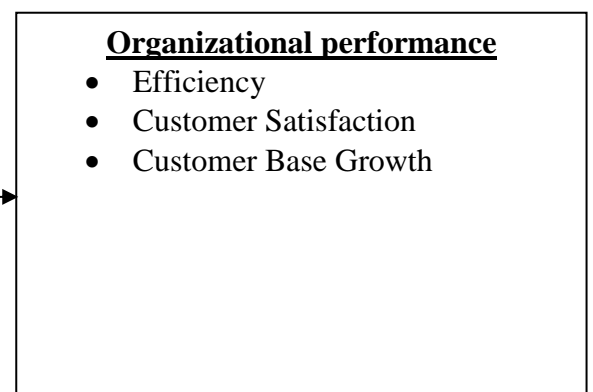 Organizational performance
• Efficiency
• Customer Satisfaction
• Customer Base Growth